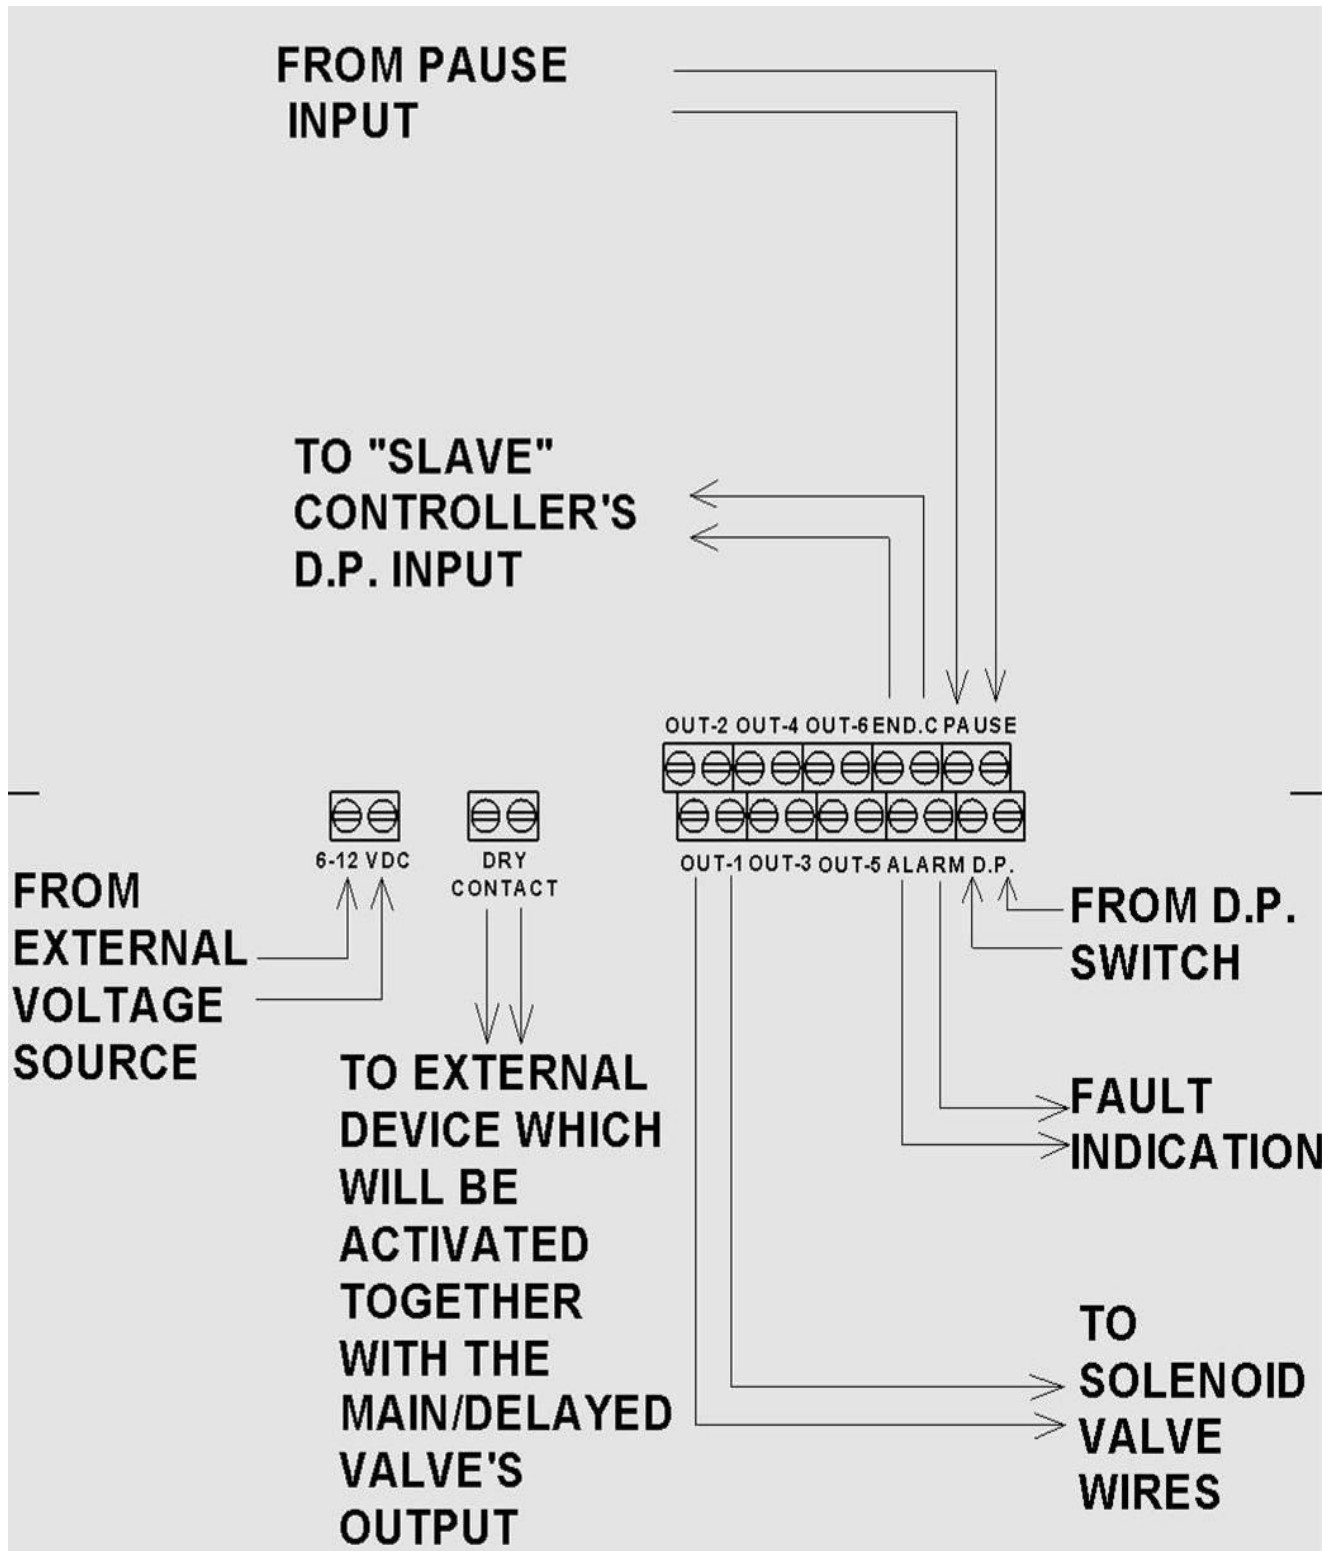 FROM PAUSE
INPUT
TO "SLAVE"
CONTROLLER'S
D.P. INPUT
OUT-2 OUT-4 OUT-6 END.C PAUSE
6-12 VDC
DRY
CONTACT
OUT-1 OUT-3 OUT-5 ALARM D.P.
FROM
EXTERNAL
VOLTAGE
SOURCE
FROM D.P.
SWITCH
TO EXTERNAL
DEVICE WHICH
WILL BE
ACTIVATED
TOGETHER
WITH THE
MAIN/DELAYED
VALVE'S
OUTPUT
FAULT
INDICATION
TO
SOLENOID
VALVE
WIRES